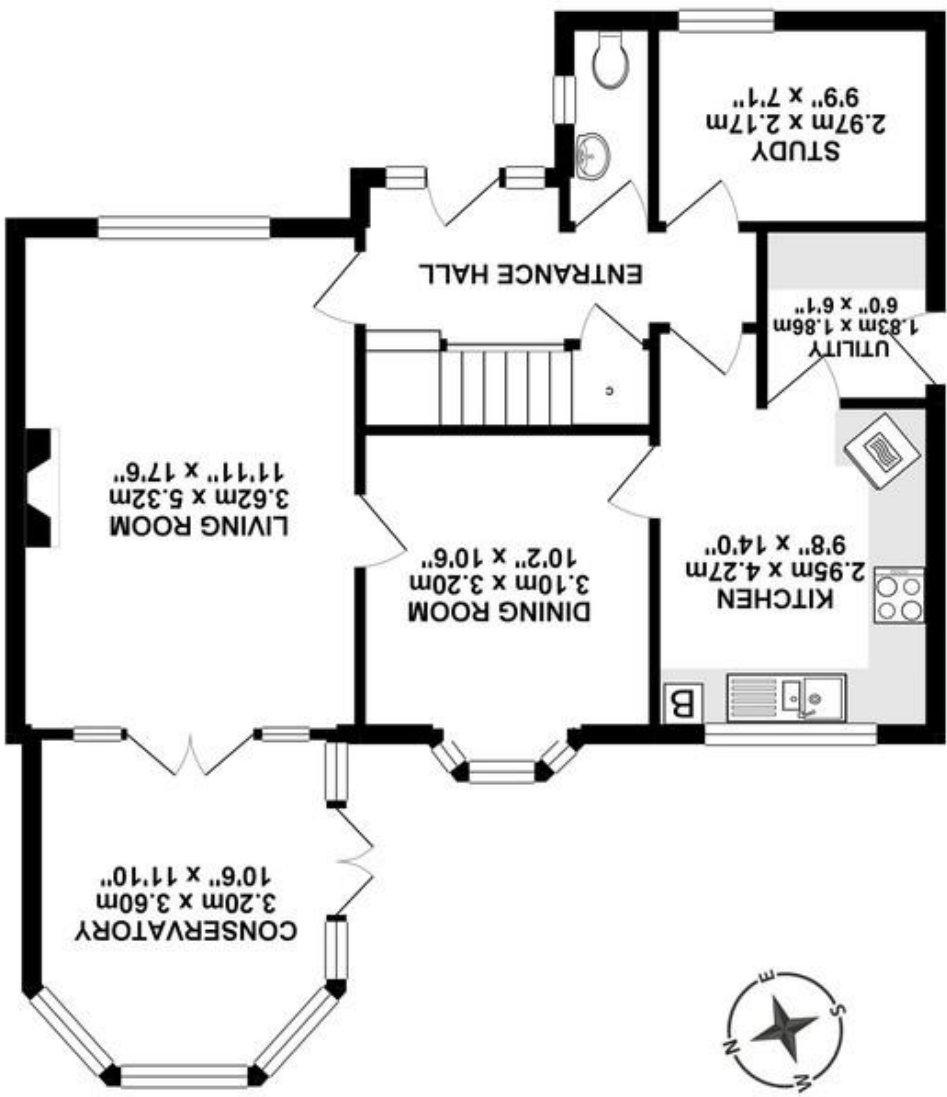 W
N
S
E
CONSERVATORY
3.20m x 3.60m
10'6" x 11'10"
B
KITCHEN
2.95m x 4.27m
9'8" x 14'0"
DINING ROOM
3.10m x 3.20m
10'2" x 10'6"
LIVING ROOM
3.62m x 5.32m
11'11" x 17'6"
C
UTILITY
1.83m x 1.86m
6'0" x 6'1"
ENTRANCE HALL
STUDY
2.97m x 2.17m
9'9" x 7'1"